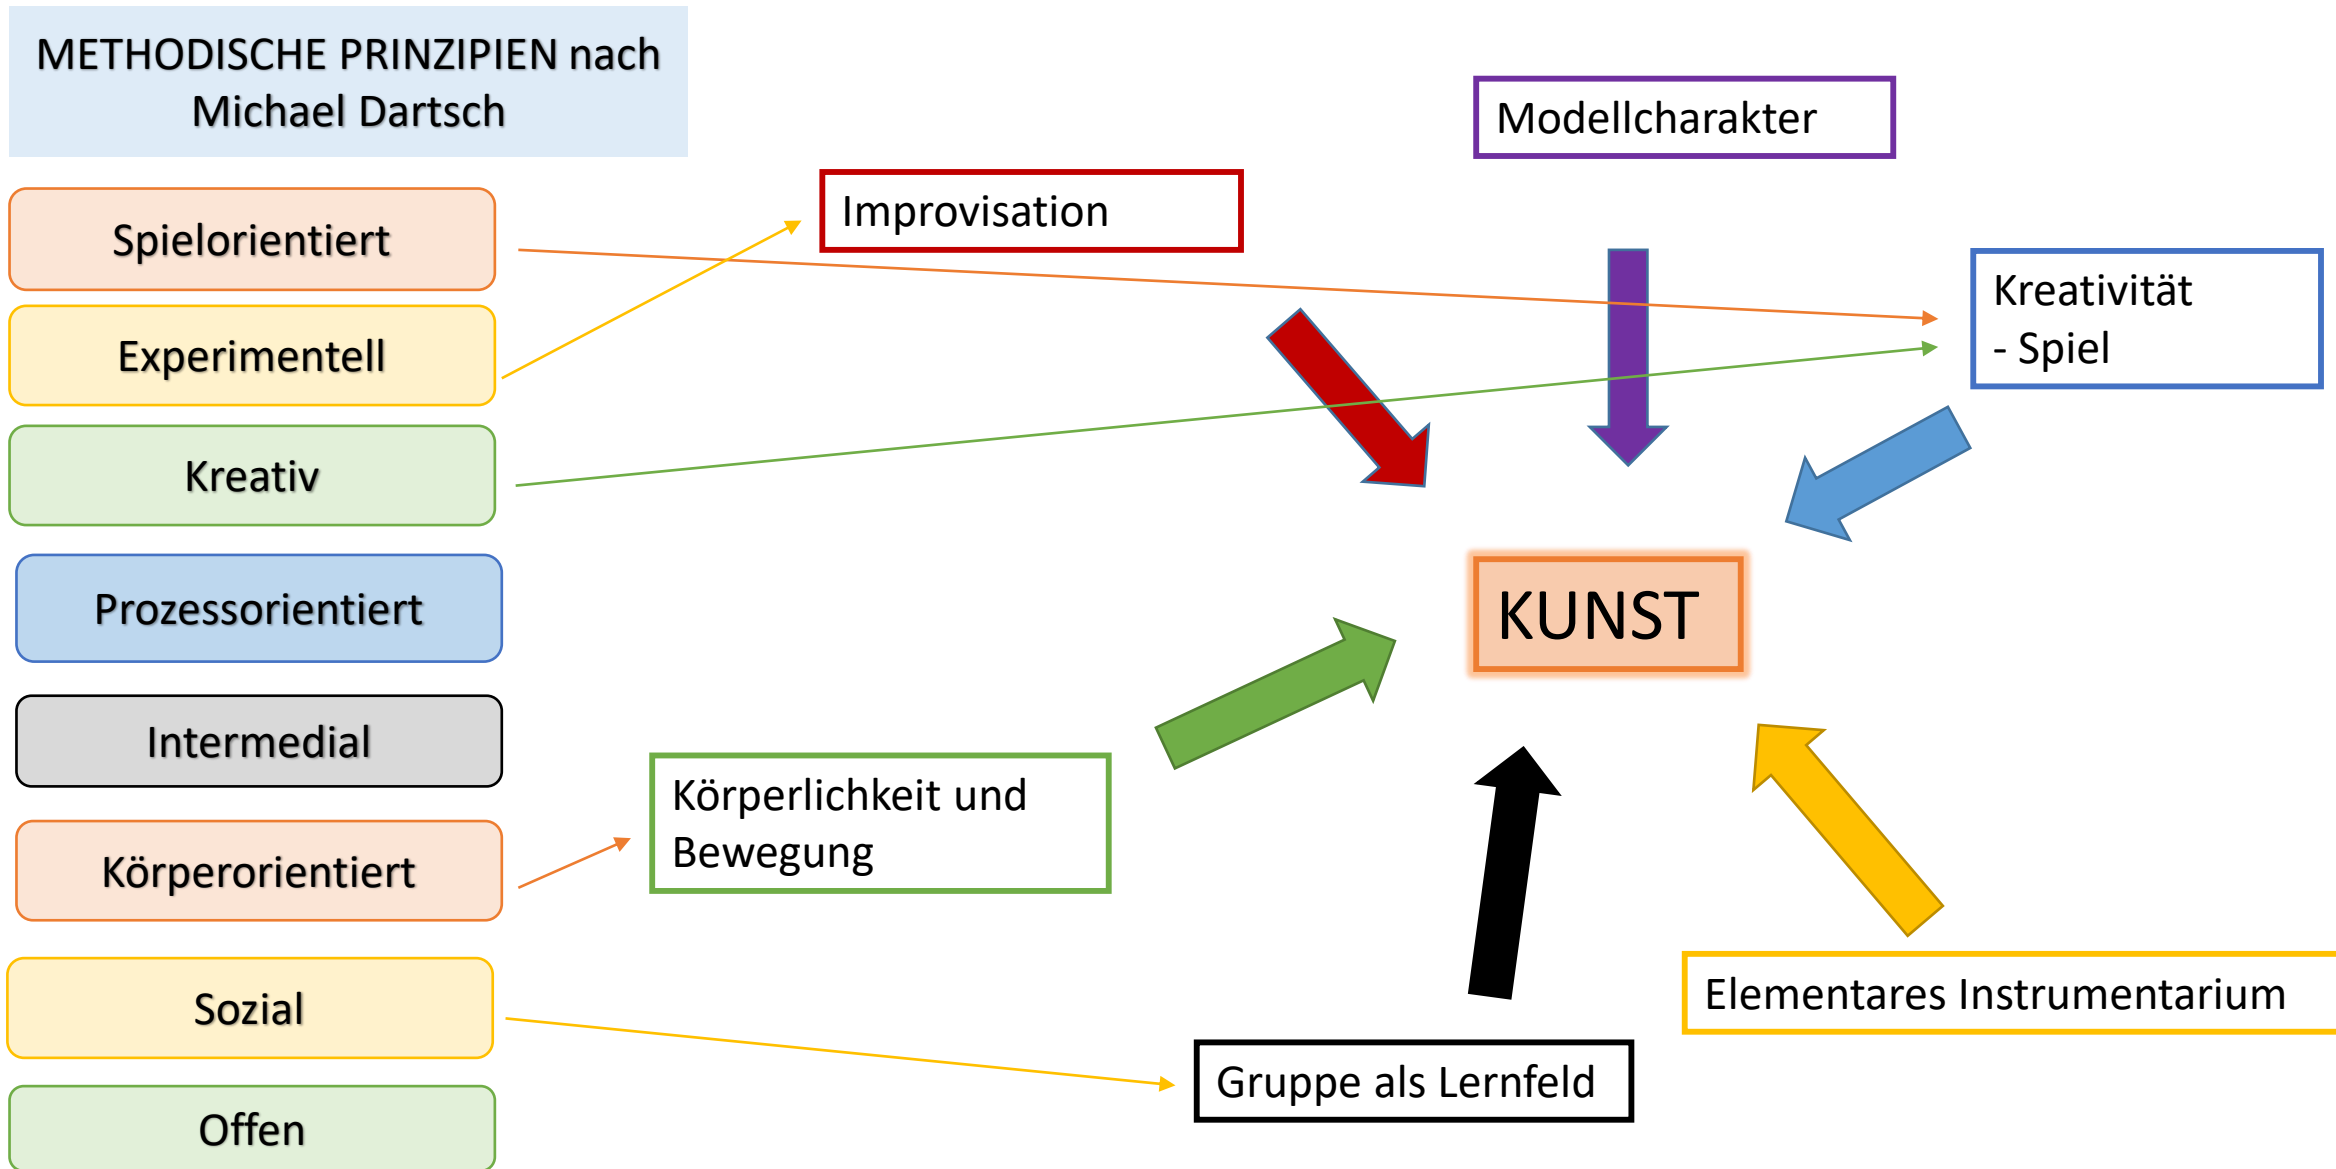 METHODISCHE PRINZIPIEN nach
Michael Dartsch
Spielorientiert
Experimentell
Kreativ
Prozessorientiert
Intermedial
Körperorientiert
Sozial
Offen
Improvisation
Modellcharakter
Kreativität
- Spiel
KUNST
Körperlichkeit und
Bewegung
Elementares Instrumentarium
Gruppe als Lernfeld